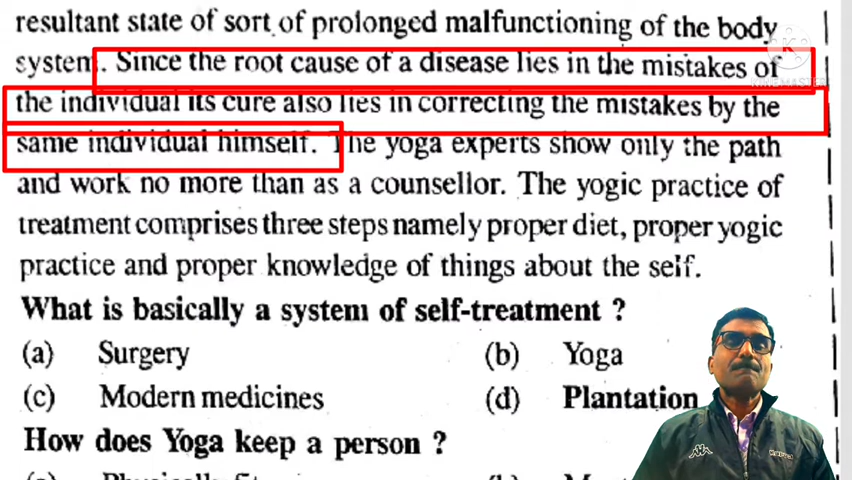 resultant state of sort of prolonged malfunctioning of the body
system. Since the root cause of a disease lies in the mistakes of
the individual its cure also lies in correcting the mistakes by the
same individual himself. The yoga experts show only the path
and work no more than as a counsellor. The yogic practice of
treatment comprises three steps namely proper diet, proper yogic
practice and proper knowledge of things about the self.
What is basically a system of self-treatment ?
(a) Surgery (b) Yoga
(c) Modern medicines (d) Plantation
How does Yoga keep a person ?
KINEMASTER